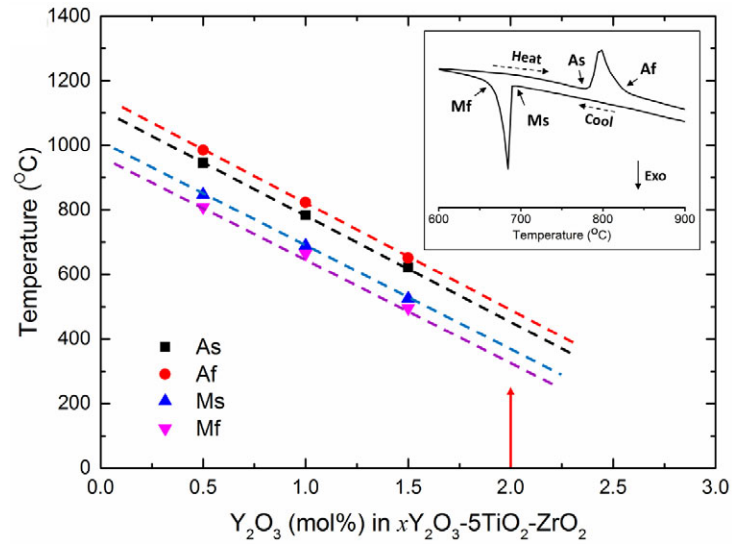 1400
1200
1000
800
600
400
200
0
Temperature (°C)
0.0 0.5 1.0 1.5 2.0 2.5 3.0
Y₂O₃ (mol%) in xY₂O₃-5TiO₂-ZrO₂
As
Af
Ms
Mf
Heat
As
Af
Mf
Ms
Cool
Exo
600 700 800 900
Temperature (°C)